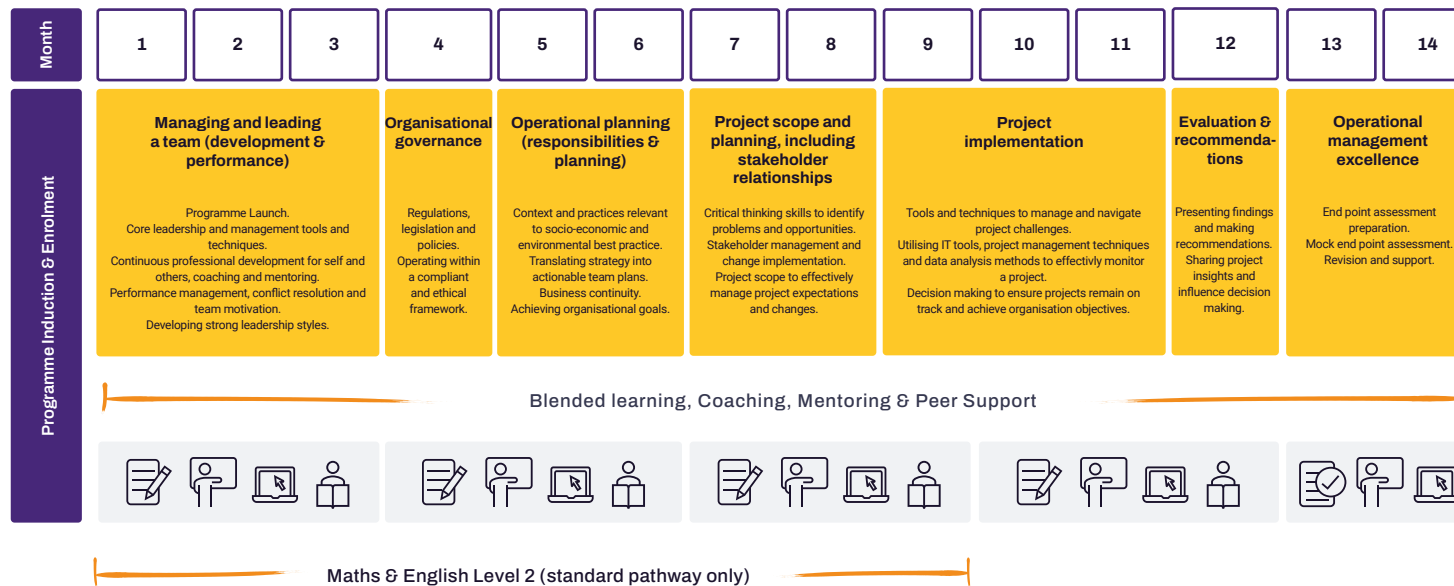 Month
1
2
3
4
5
6
7
8
9
10
11
12
13
14
Programme Induction & Enrolment
Managing and leading
a team (development &
performance)
Programme Launch.
Core leadership and management tools and
techniques.
Continuous professional development for self and
others, coaching and mentoring.
Performance management, conflict resolution and
team motivation.
Developing strong leadership styles.
Organisational
governance
Regulations,
legislation and
policies.
Operating within
a compliant
and ethical
framework.
Operational planning
(responsibilities &
planning)
Context and practices relevant
to socio-economic and
environmental best practice.
Translating strategy into
actionable team plans.
Business continuity.
Achieving organisational goals.
Project scope and
planning, including
stakeholder
relationships
Critical thinking skills to identify
problems and opportunities.
Stakeholder management and
change implementation.
Project scope to effectively
manage project expectations
and changes.
Project
implementation
Tools and techniques to manage and navigate
project challenges.
Utilising IT tools, project management techniques
and data analysis methods to effectivly monitor
a project.
Decision making to ensure projects remain on
track and achieve organisation objectives.
Evaluation &
recommenda-
tions
Presenting findings
and making
recommendations.
Sharing project
insights and
influence decision
making.
Operational
management
excellence
End point assessment
preparation.
Mock end point assessment.
Revision and support.
Blended learning, Coaching, Mentoring & Peer Support
Maths & English Level 2 (standard pathway only)